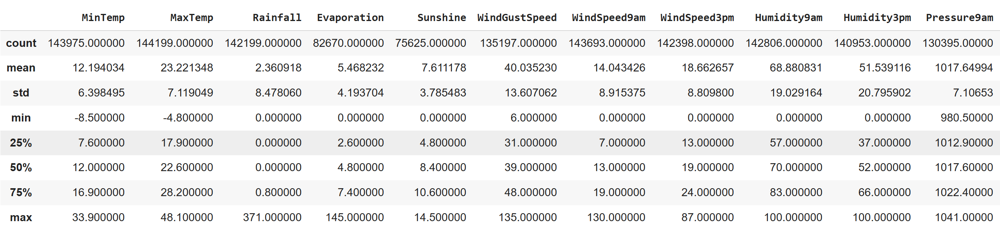 MinTemp MaxTemp Rainfall Evaporation Sunshine WindGustSpeed WindSpeed9am WindSpeed3pm Humidity9am Humidity3pm Pressure9am
count 143975.000000 144199.000000 142199.000000 82670.000000 75625.000000 135197.000000 143693.000000 142398.000000 142806.000000 140953.000000 130395.00000
mean 12.194034 23.221348 2.360918 5.468232 7.611178 40.035230 14.043426 18.662657 68.880831 51.539116 1017.64994
std 6.398495 7.119049 8.478060 4.193704 3.785483 13.607062 8.915375 8.809800 19.029164 20.795902 7.10653
min -8.500000 -4.800000 0.000000 0.000000 0.000000 6.000000 0.000000 0.000000 0.000000 0.000000 980.50000
25% 7.600000 17.900000 0.000000 2.600000 4.800000 31.000000 7.000000 13.000000 57.000000 37.000000 1012.90000
50% 12.000000 22.600000 0.000000 4.800000 8.400000 39.000000 13.000000 19.000000 70.000000 52.000000 1017.60000
75% 16.900000 28.200000 0.800000 7.400000 10.600000 48.000000 19.000000 24.000000 83.000000 66.000000 1022.40000
max 33.900000 48.100000 371.000000 145.000000 14.500000 135.000000 130.000000 87.000000 100.000000 100.000000 1041.00000